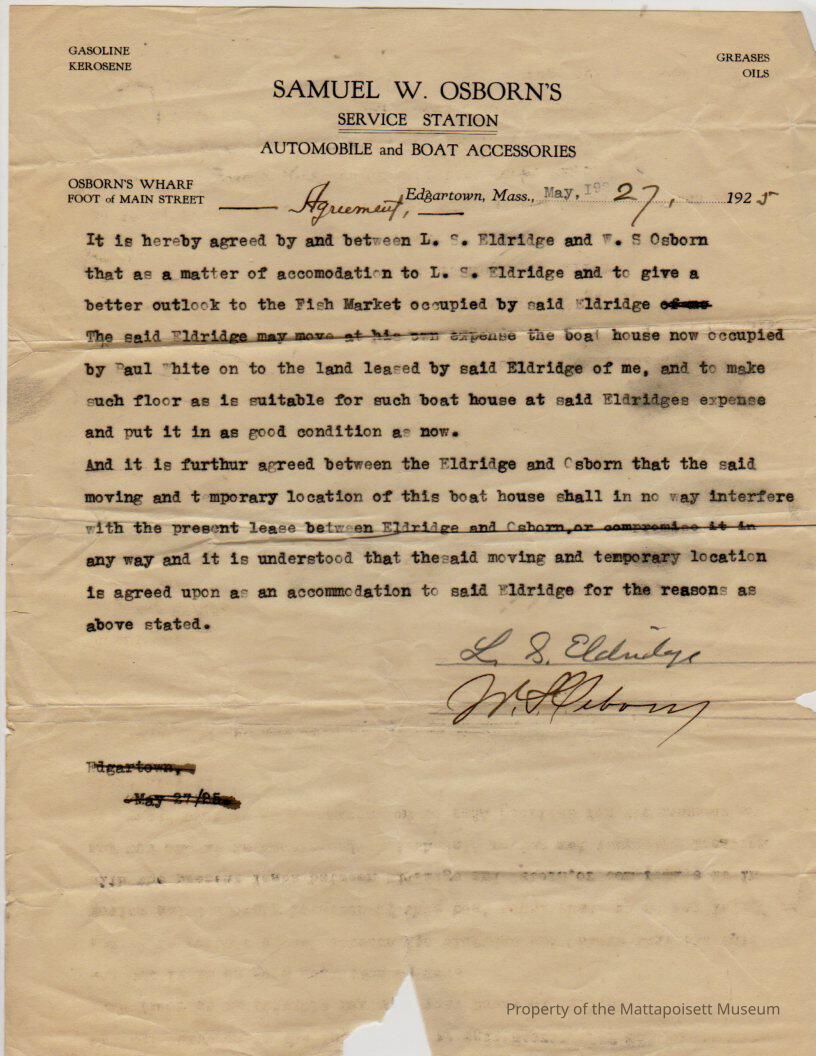 GASOLINE
KEROSENE
GREASES
OILS
SAMUEL W. OSBORN'S
SERVICE STATION
AUTOMOBILE and BOAT ACCESSORIES
OSBORN'S WHARF
FOOT of MAIN STREET
Agreement,
Edgartown, Mass., May, 27, 1925
It is hereby agreed by and between L. S. Eldridge and W. S Osborn
that as a matter of accomodation to L. S. Eldridge and to give a
better outlook to the Fish Market occupied by said Eldridge
The said Eldridge may move at his own expense the boat house now occupied
by Paul White on to the land leased by said Eldridge of me, and to make
such floor as is suitable for such boat house at said Eldridges expense
and put it in as good condition as now.
And it is furthur agreed between the Eldridge and Osborn that the said
moving and temporary location of this boat house shall in no way interfere
with the present lease between Eldridge and Osborn,or compromise it in
any way and it is understood that thesaid moving and temporary location
is agreed upon as an accommodation to said Eldridge for the reasons as
above stated.
L. S. Eldridge
W. S. Osborn
Edgartown,
May 27/25
Property of the Mattapoisett Museum